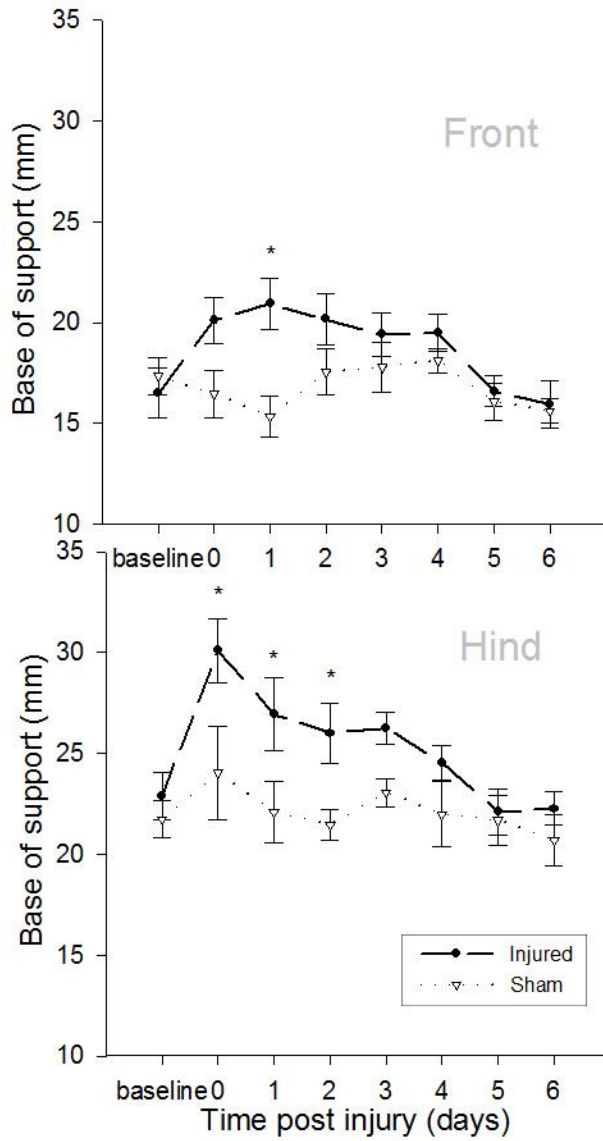 35
Front
30
Base of support (mm)
25
*
20
15
10
baseline 0 1 2 3 4 5 6
35
*
Hind
30
* *
Base of support (mm)
25
20
Injured
15
Sham
10
baseline 0 1 2 3 4 5 6
Time post injury (days)